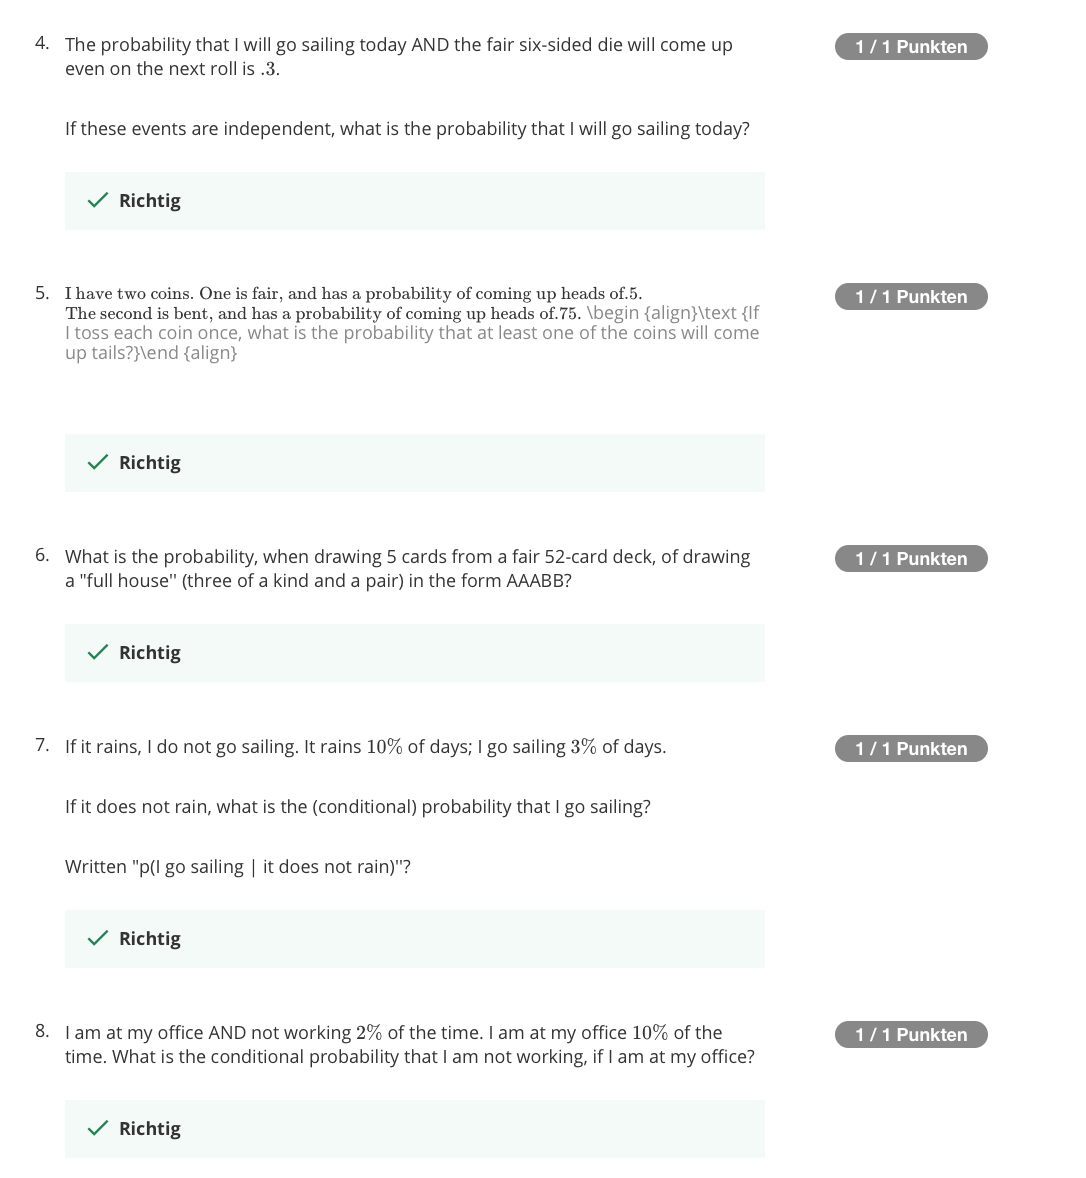 4. The probability that I will go sailing today AND the fair six-sided die will come up
even on the next roll is .3.
1 / 1 Punkten
If these events are independent, what is the probability that I will go sailing today?
Richtig
5. I have two coins. One is fair, and has a probability of coming up heads of.5.
The second is bent, and has a probability of coming up heads of.75. \begin {align}\text {If
I toss each coin once, what is the probability that at least one of the coins will come
up tails?}\end {align}
1 / 1 Punkten
Richtig
6. What is the probability, when drawing 5 cards from a fair 52-card deck, of drawing
a "full house'' (three of a kind and a pair) in the form AAABB?
1 / 1 Punkten
Richtig
7. If it rains, I do not go sailing. It rains 10% of days; I go sailing 3% of days.
1 / 1 Punkten
If it does not rain, what is the (conditional) probability that I go sailing?
Written "p(I go sailing | it does not rain)''?
Richtig
8. I am at my office AND not working 2% of the time. I am at my office 10% of the
time. What is the conditional probability that I am not working, if I am at my office?
1 / 1 Punkten
Richtig